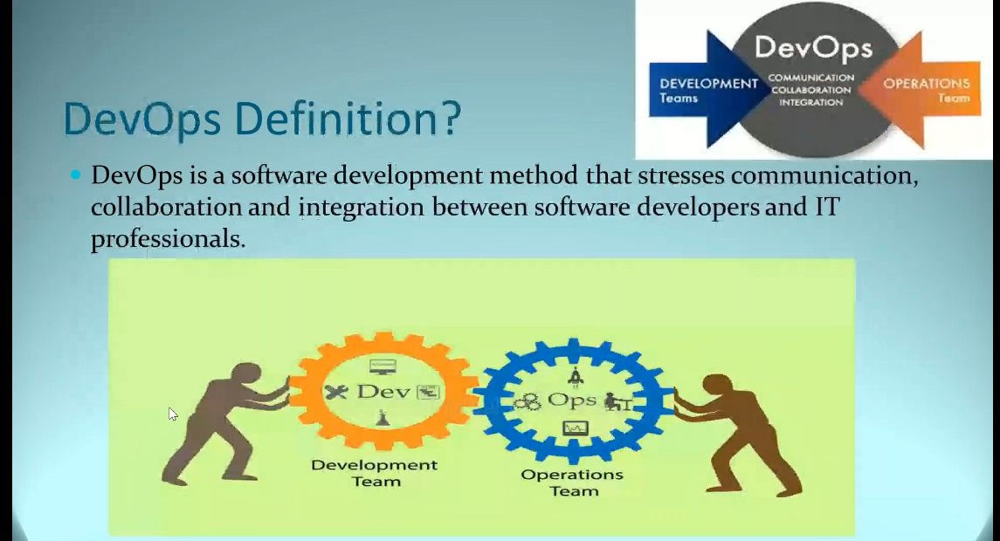 DevOps
COMMUNICATION
COLLABORATION
INTEGRATION
DEVELOPMENT
Teams
OPERATIONS
Team
DevOps Definition?
• DevOps is a software development method that stresses communication,
collaboration and integration between software developers and IT
professionals.
Dev
Ops
Development
Team
Operations
Team